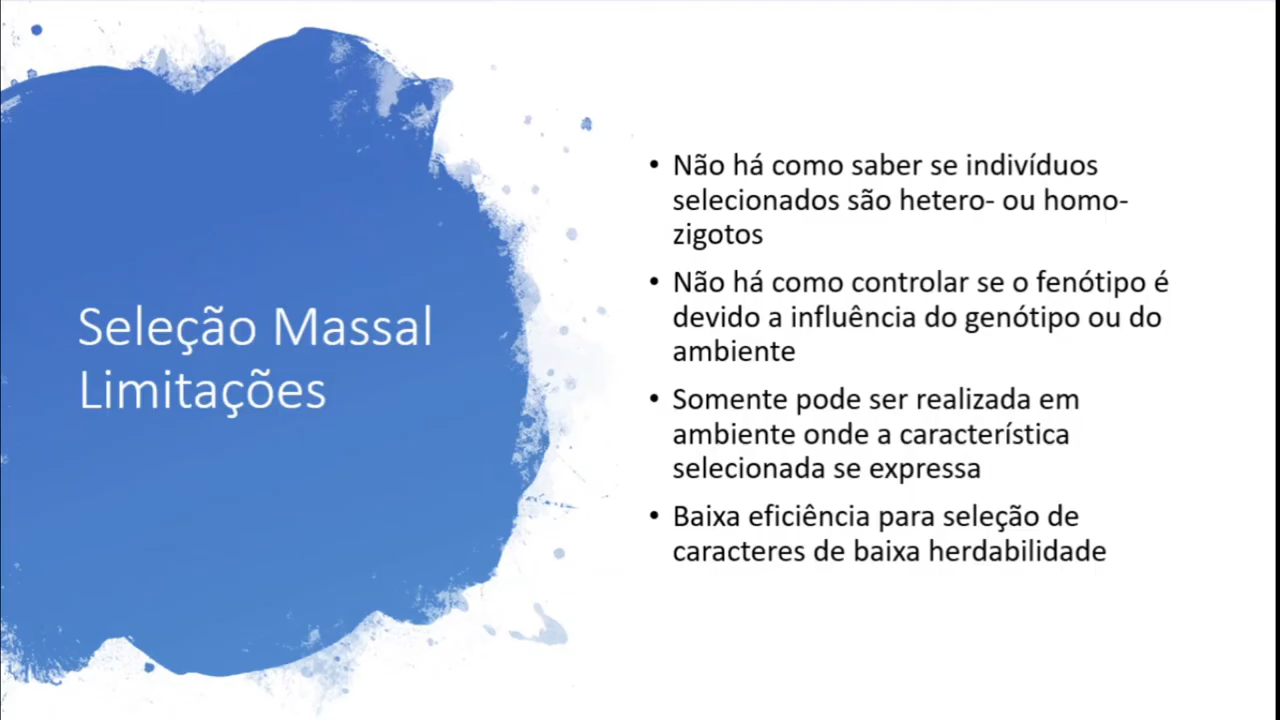 Seleção Massal
Limitações
• Não há como saber se indivíduos
selecionados são hetero- ou homo-
zigotos
• Não há como controlar se o fenótipo é
devido a influência do genótipo ou do
ambiente
• Somente pode ser realizada em
ambiente onde a característica
selecionada se expressa
• Baixa eficiência para seleção de
caracteres de baixa herdabilidade